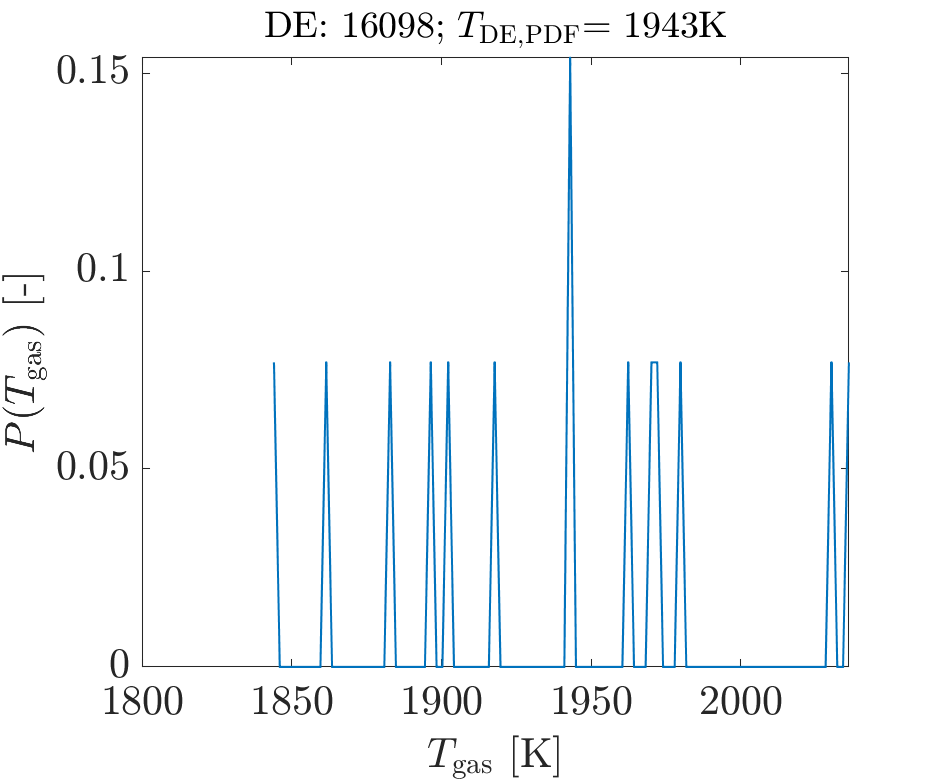 DE: 16098; T_DE,PDF= 1943K
0.15
0.1
0.05
0
P(T_gas) [-]
1800 1850 1900 1950 2000
T_gas [K]